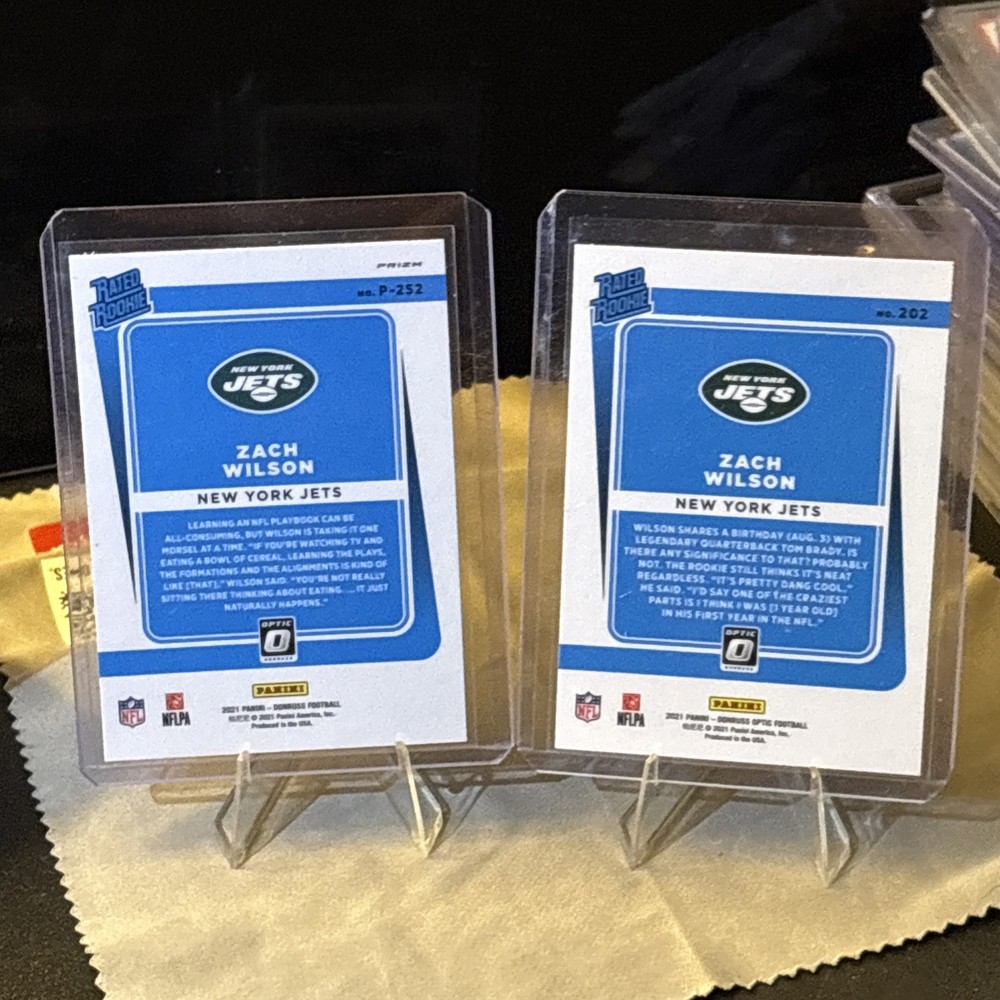 PRIZM
RATED
ROOKIE
NO. P-252
NEW YORK
JETS
ZACH
WILSON
NEW YORK JETS
LEARNING AN NFL PLAYBOOK CAN BE
ALL-CONSUMING, BUT WILSON IS TAKING IT ONE
MORSEL AT A TIME. "IF YOU'RE WATCHING TV AND
EATING A BOWL OF CEREAL, LEARNING THE PLAYS,
THE FORMATIONS AND THE ALIGNMENTS IS KIND OF
LIKE [THAT]," WILSON SAID. "YOU'RE NOT REALLY
SITTING THERE THINKING ABOUT EATING. ... IT JUST
NATURALLY HAPPENS."
OPTIC
O
DONRUSS
PANINI
NFL
NFLPA
2021 PANINI – DONRUSS FOOTBALL
© 2021 Panini America, Inc.
Produced in the USA.
RATED
ROOKIE
NO. 202
NEW YORK
JETS
ZACH
WILSON
NEW YORK JETS
WILSON SHARES A BIRTHDAY (AUG. 3) WITH
LEGENDARY QUARTERBACK TOM BRADY. IS
THERE ANY SIGNIFICANCE TO THAT? PROBABLY
NOT. THE ROOKIE STILL THINKS IT'S NEAT
REGARDLESS. "IT'S PRETTY DANG COOL,"
HE SAID. "I'D SAY ONE OF THE CRAZIEST
PARTS IS I THINK I WAS [1 YEAR OLD]
IN HIS FIRST YEAR IN THE NFL."
OPTIC
O
DONRUSS
PANINI
NFL
NFLPA
2021 PANINI – DONRUSS OPTIC FOOTBALL
© 2021 Panini America, Inc.
Produced in the USA.